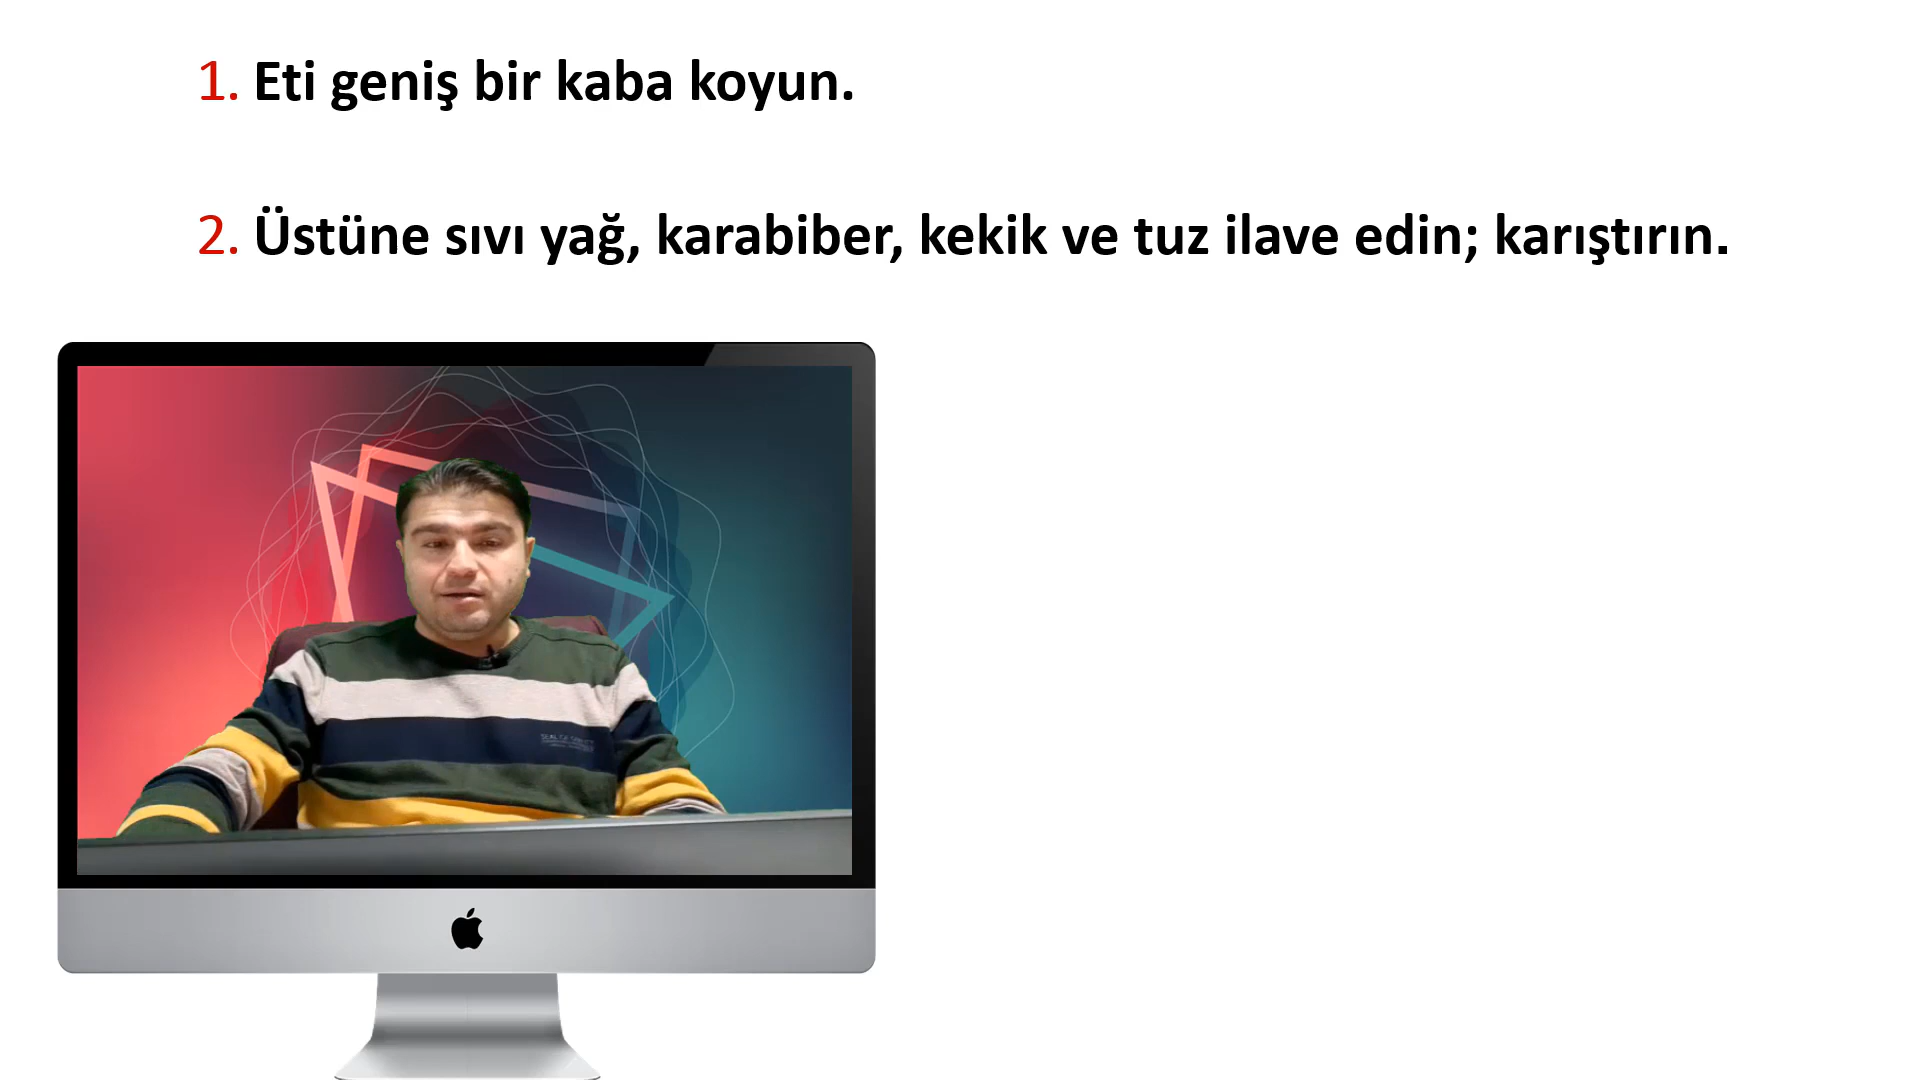 1. Eti geniş bir kaba koyun.
2. Üstüne sıvı yağ, karabiber, kekik ve tuz ilave edin; karıştırın.